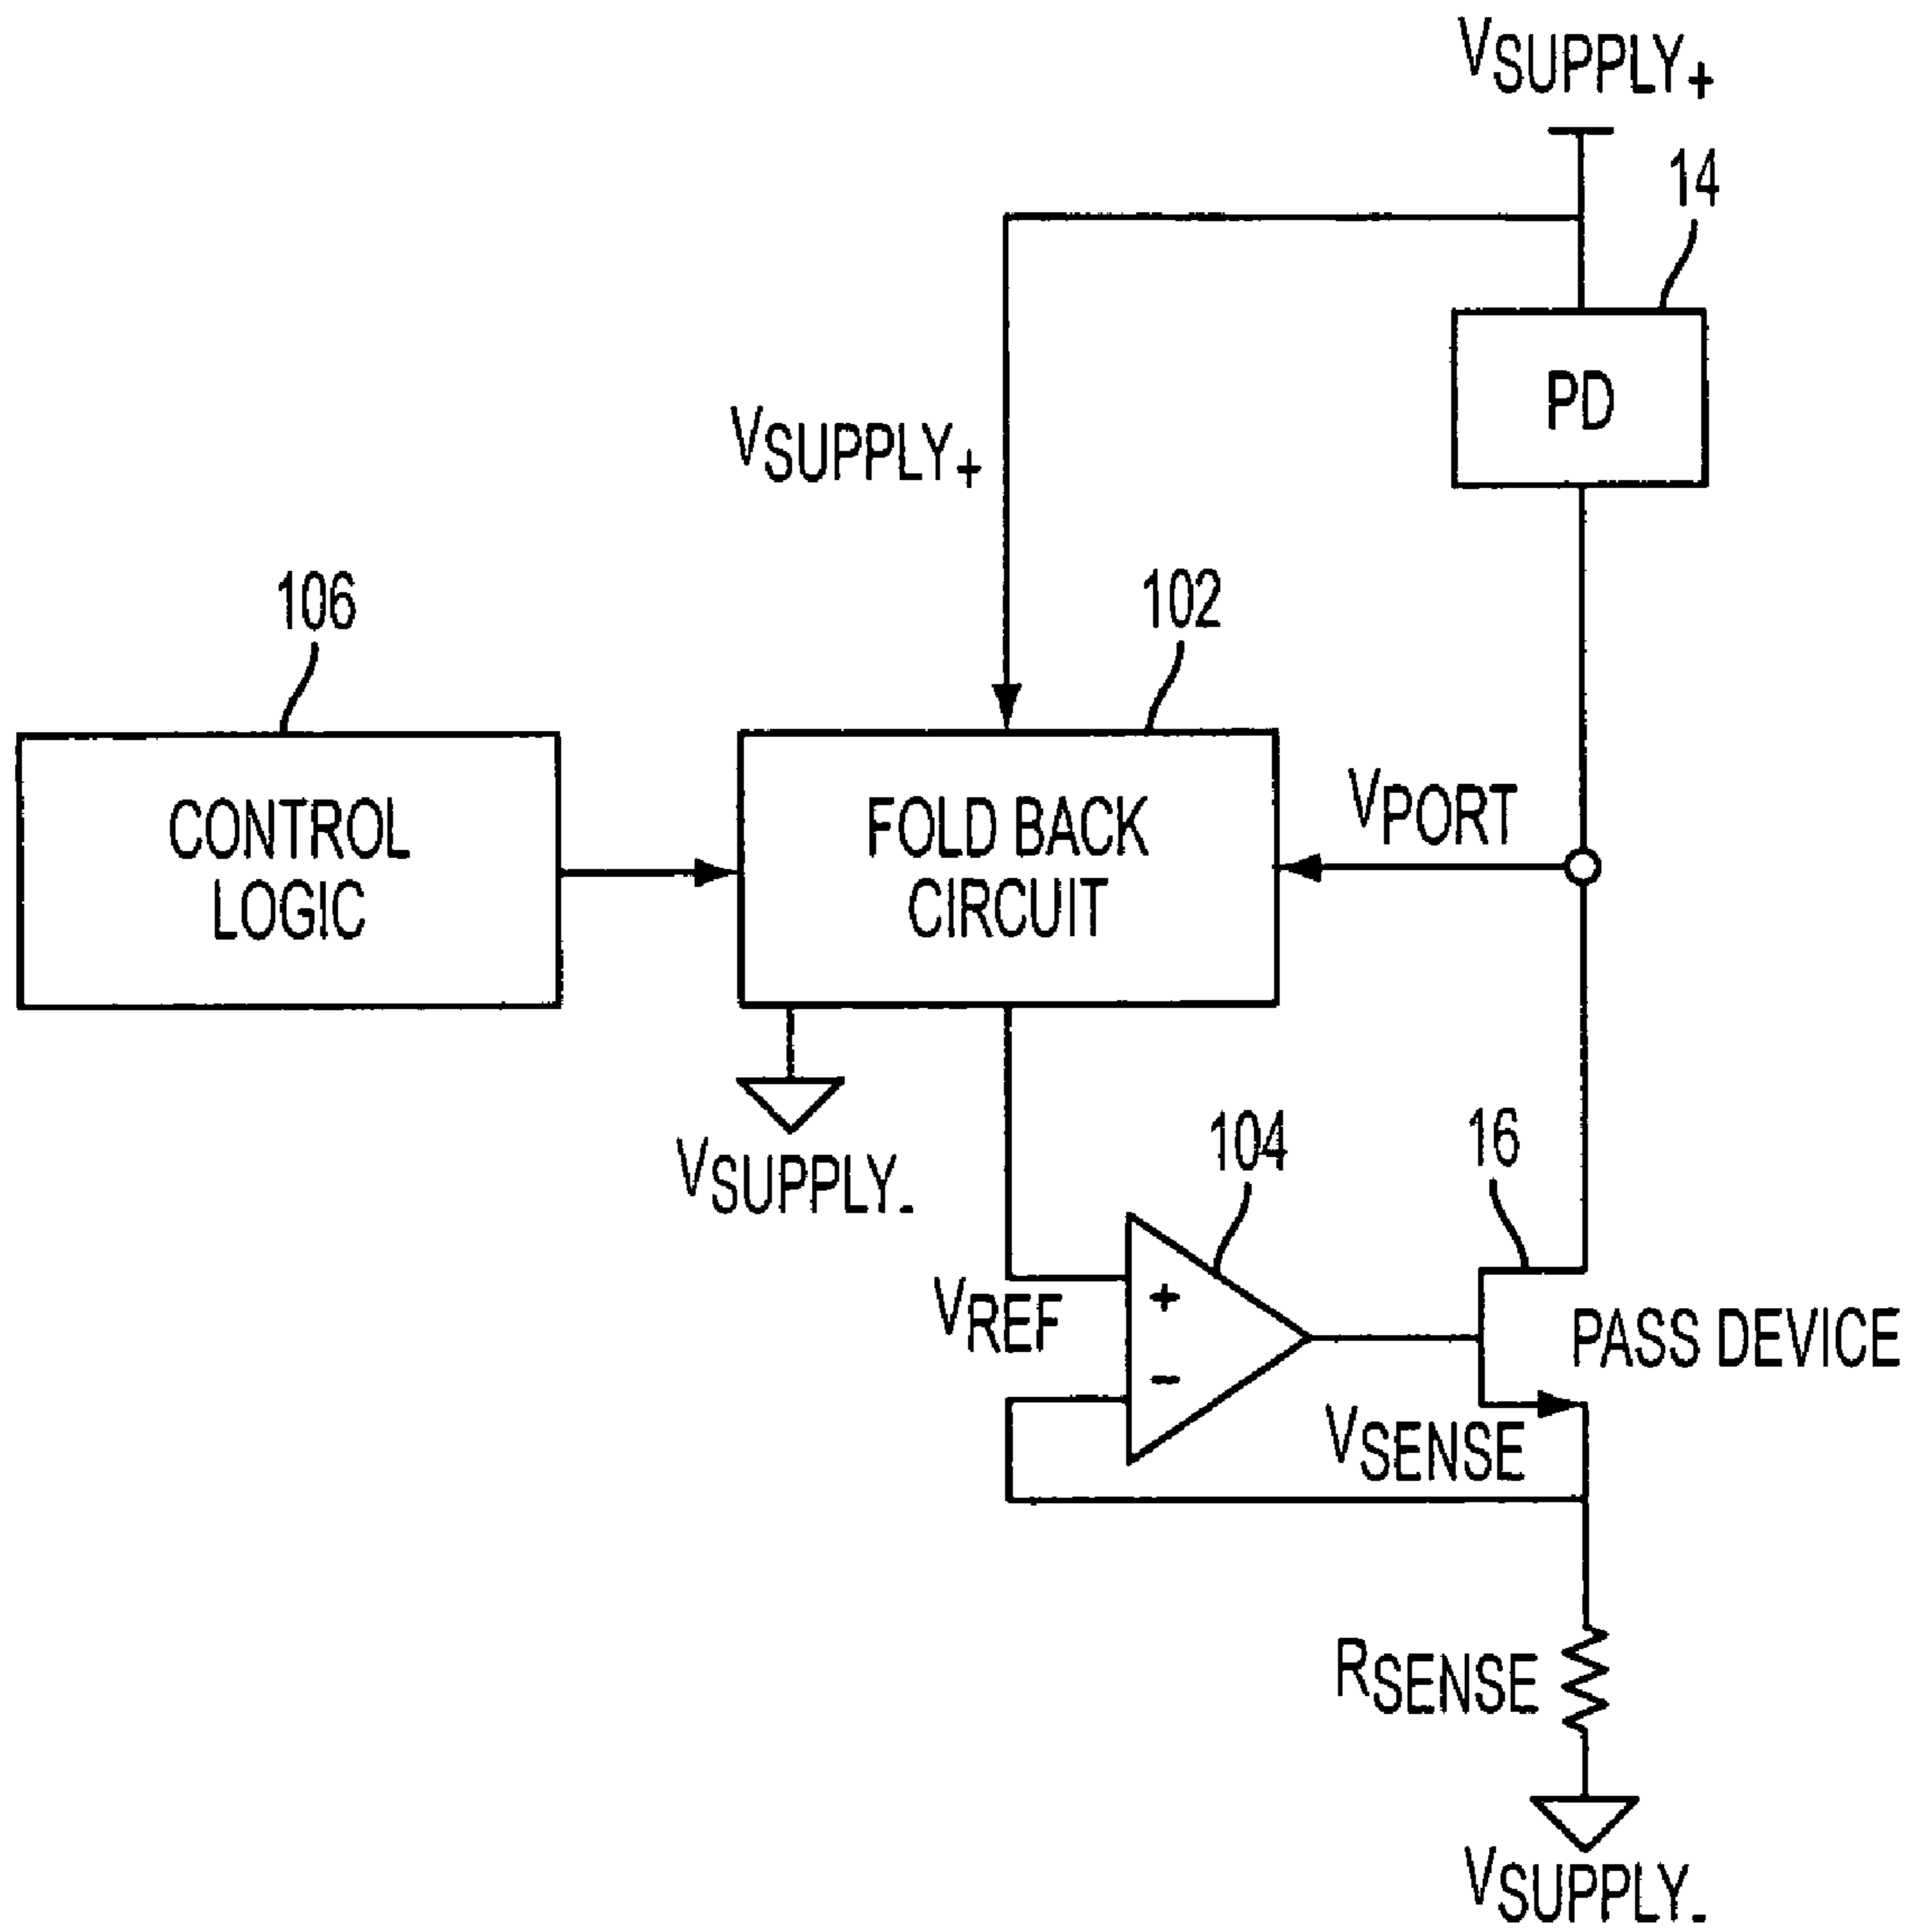 VSUPPLY+
14
PD
VSUPPLY+
106
102
CONTROL
LOGIC
FOLD BACK
CIRCUIT
VPORT
VSUPPLY-
104
16
VREF
+
-
PASS DEVICE
VSENSE
RSENSE
VSUPPLY-